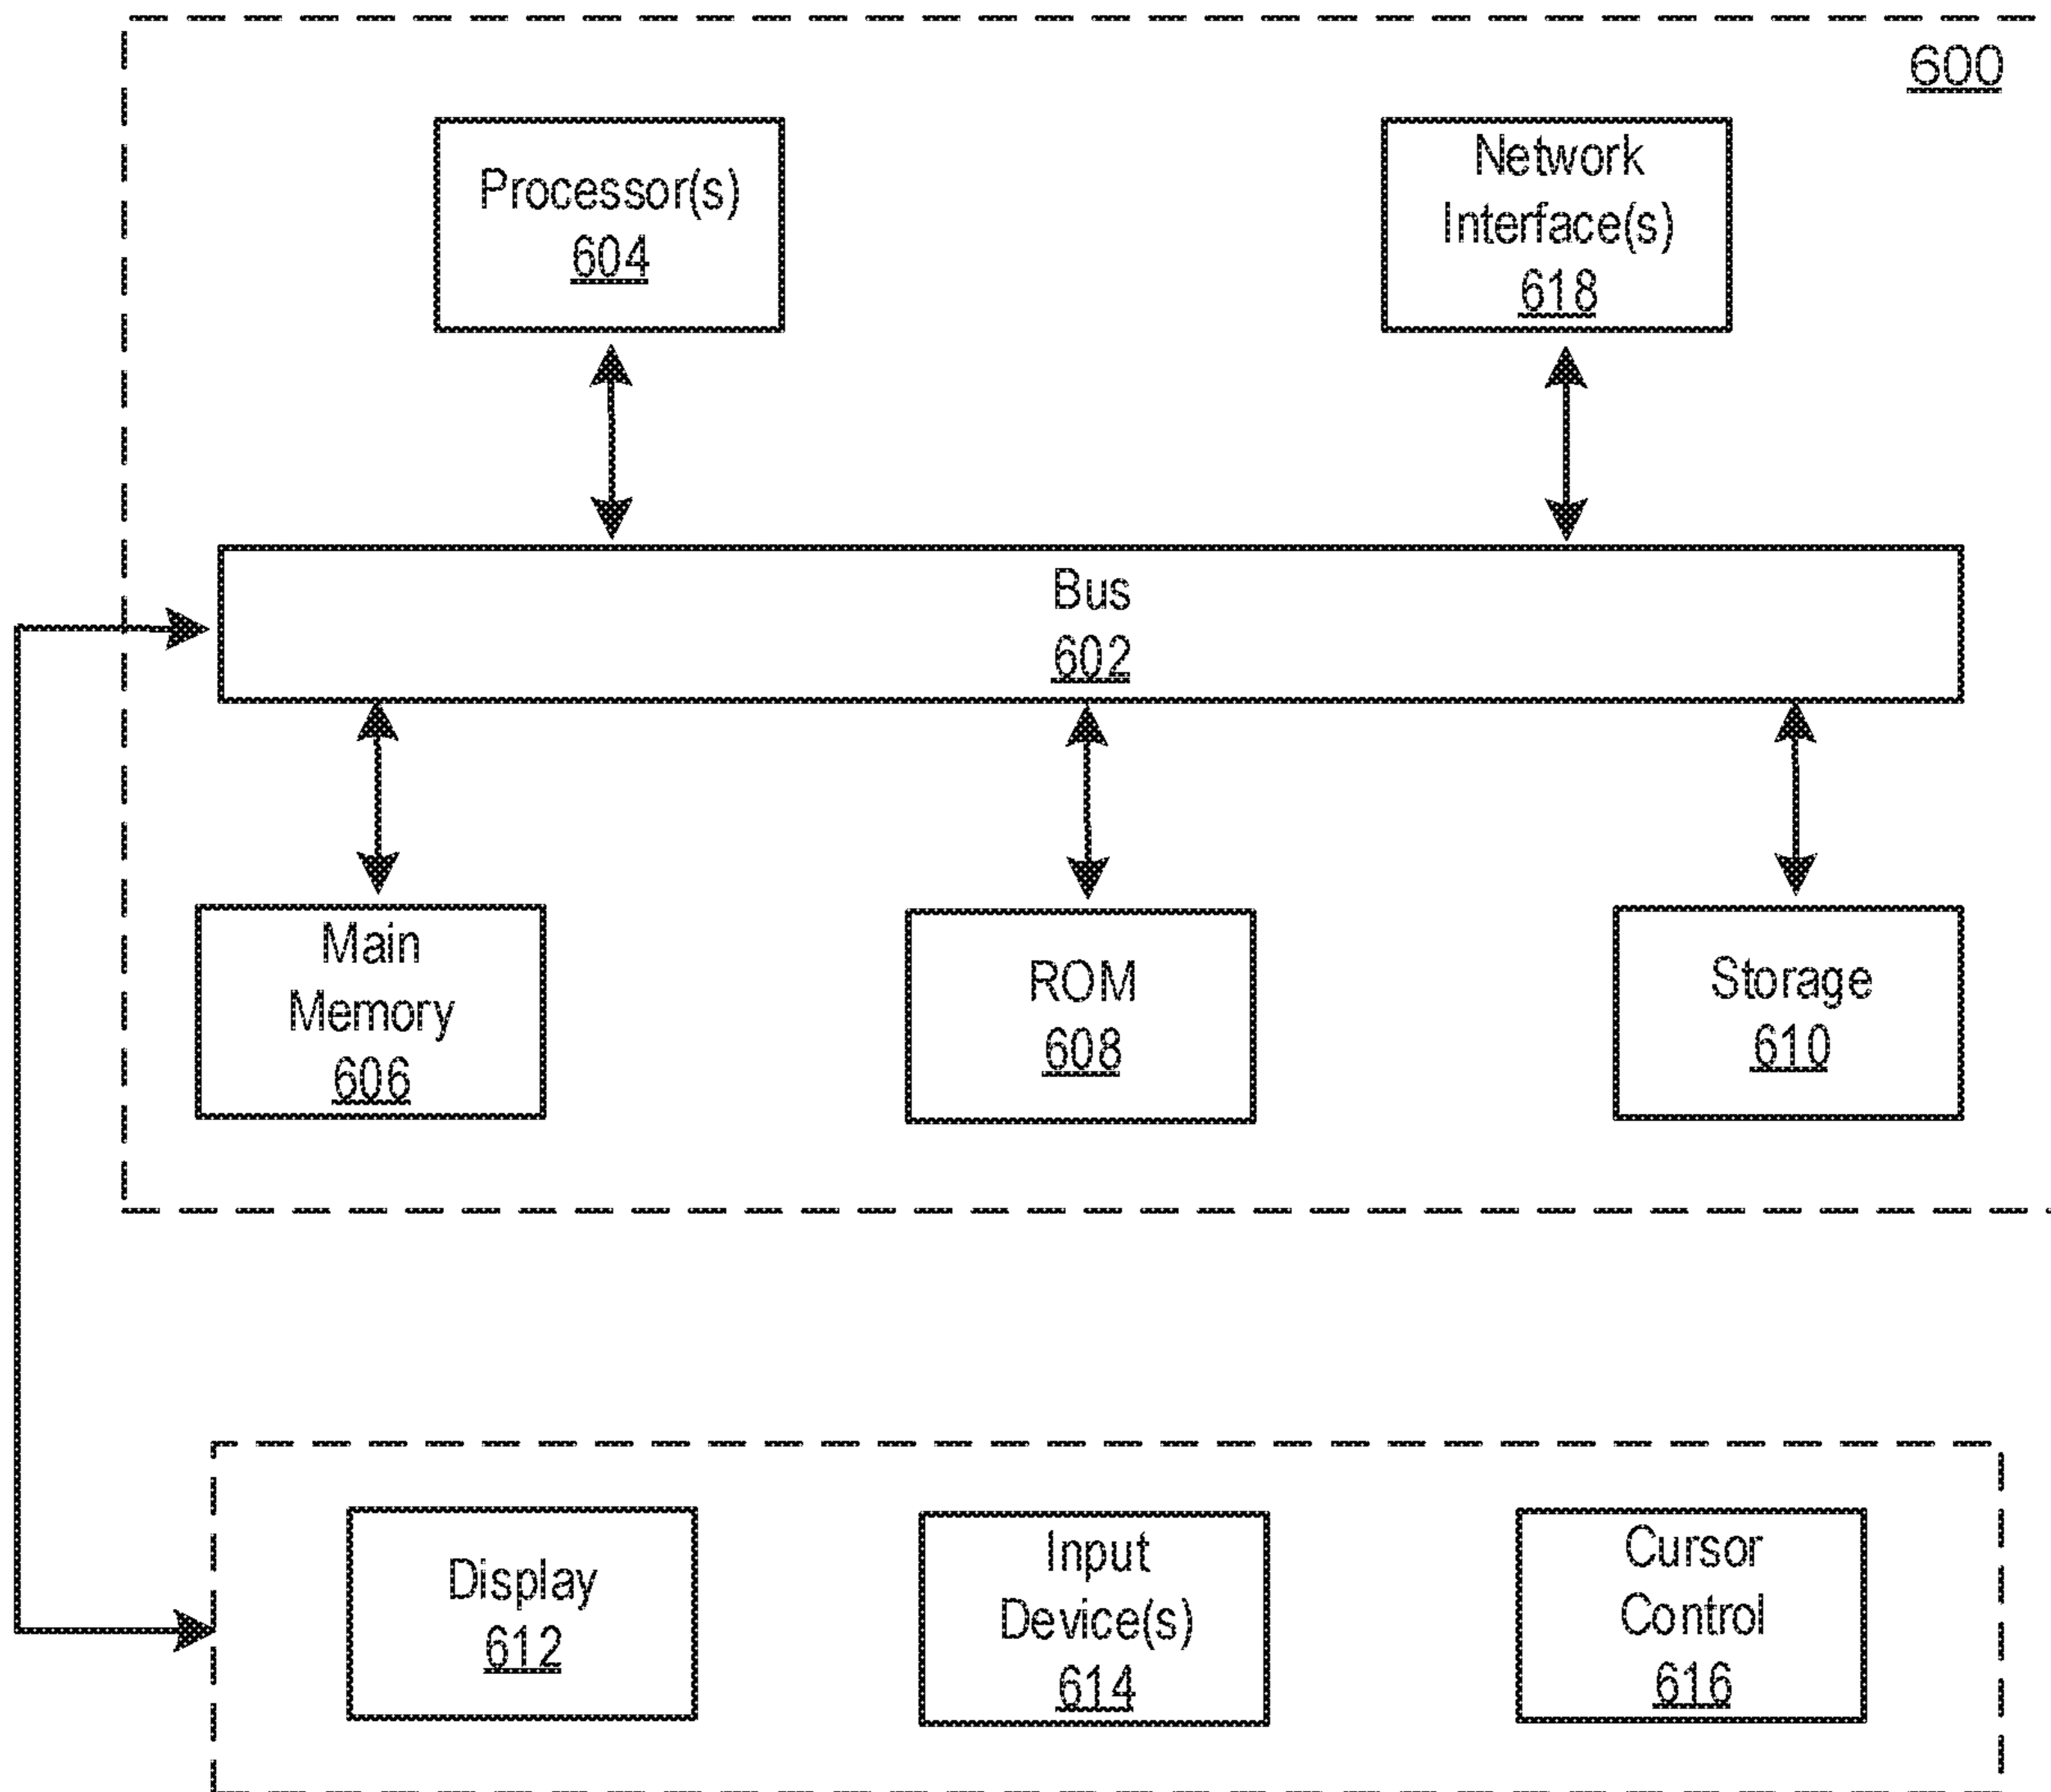 600
Processor(s)
604
Network
Interface(s)
618
Bus
602
Main
Memory
606
ROM
608
Storage
610
Display
612
Input
Device(s)
614
Cursor
Control
616